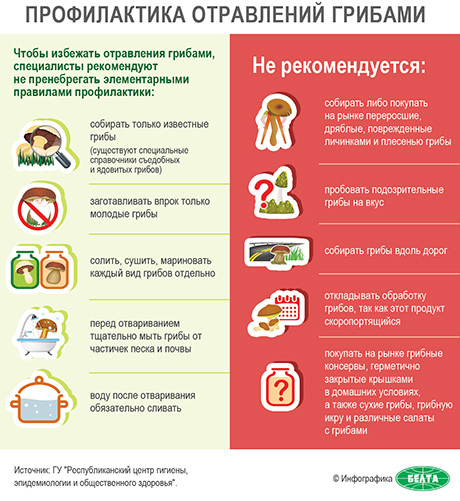 ПРОФИЛАКТИКА ОТРАВЛЕНИЙ ГРИБАМИ
Чтобы избежать отравления грибами,
специалисты рекомендуют
не пренебрегать элементарными
правилами профилактики:
собирать только известные
грибы
(существуют специальные
справочники съедобных
и ядовитых грибов)
заготавливать впрок только
молодые грибы
солить, сушить, мариновать
каждый вид грибов отдельно
перед отвариванием
тщательно мыть грибы от
частичек песка и почвы
воду после отваривания
обязательно сливать
Не рекомендуется:
собирать либо покупать
на рынке переросшие,
дряблые, поврежденные
личинками и плесенью грибы
?
пробовать подозрительные
грибы на вкус
собирать грибы вдоль дорог
откладывать обработку
грибов, так как этот продукт
скоропортящийся
?
покупать на рынке грибные
консервы, герметично
закрытые крышками
в домашних условиях,
а также сухие грибы, грибную
икру и различные салаты
с грибами
Источник: ГУ "Республиканский центр гигиены,
эпидемиологии и общественного здоровья".
© Инфографика БЕЛТА